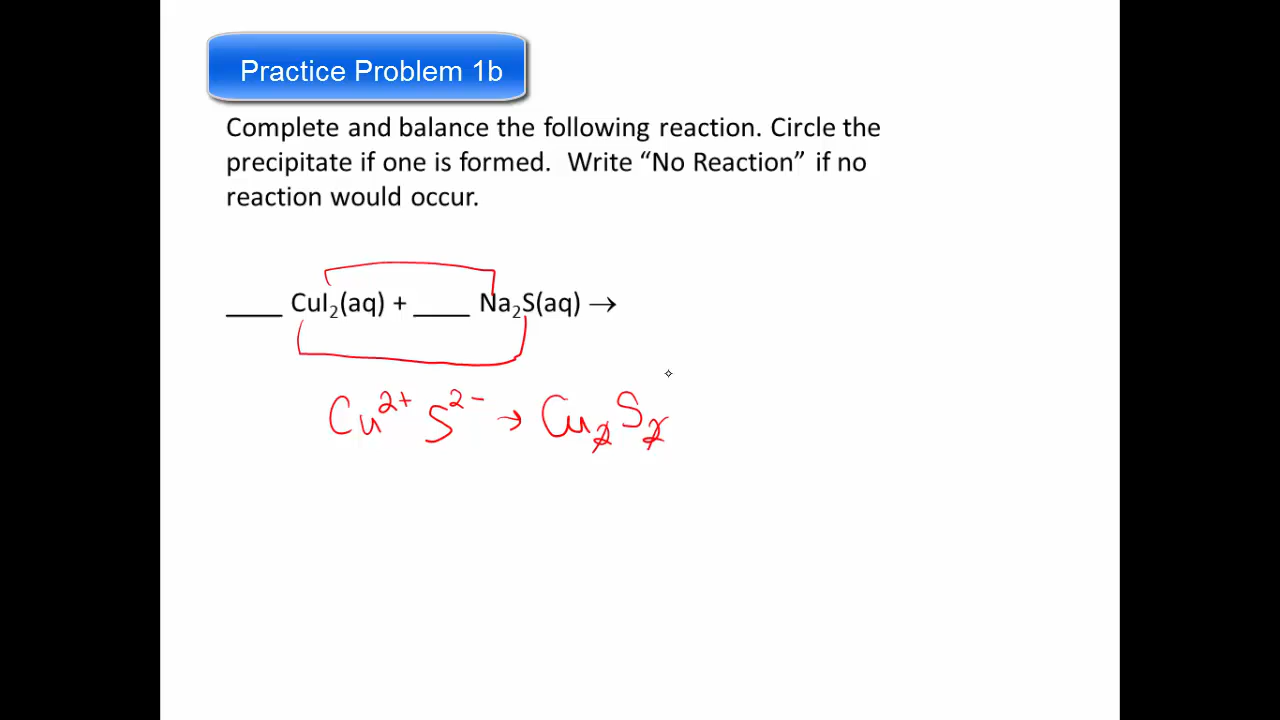 Practice Problem 1b
Complete and balance the following reaction. Circle the
precipitate if one is formed.  Write “No Reaction” if no
reaction would occur.
____ CuI₂(aq) + ____ Na₂S(aq) →
Cu²⁺ S²⁻ → Cu₂S₂